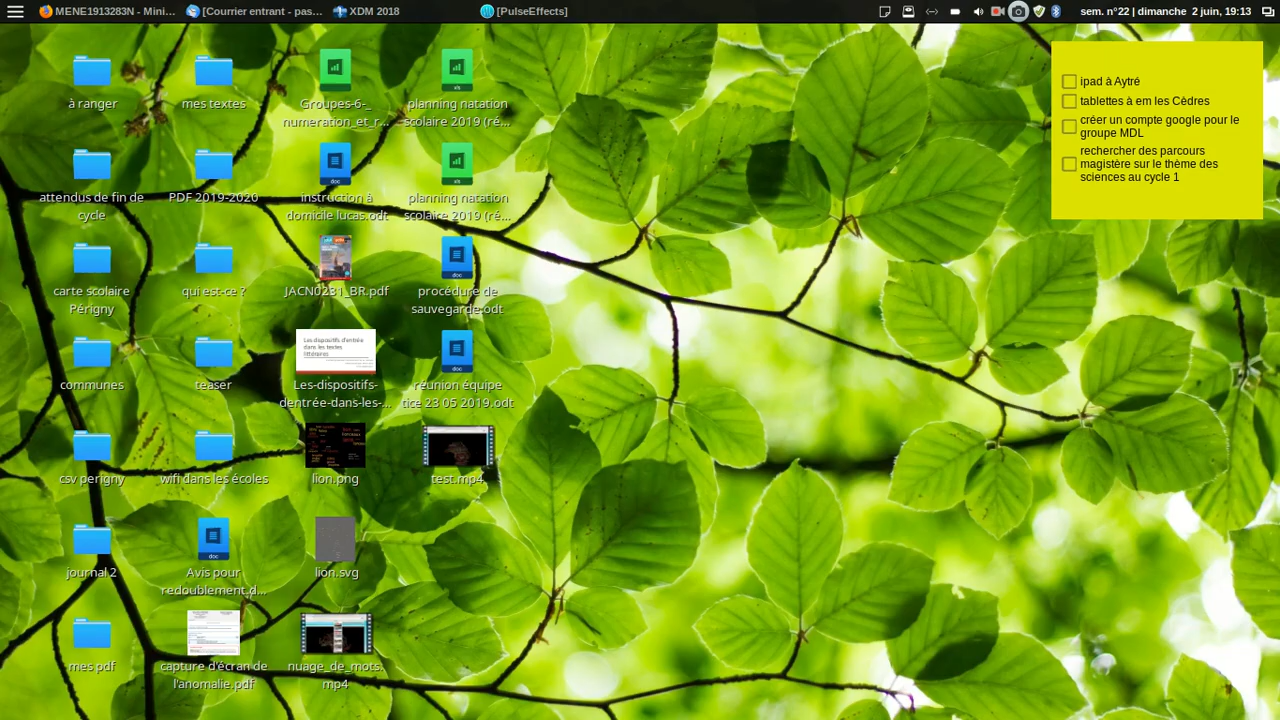 MENE1913283N - Mini...
[Courrier entrant - pas...
XDM 2018
[PulseEffects]
sem. n°22 | dimanche 2 juin, 19:13
à ranger
mes textes
Groupes-6-_
numeration_et_r...
planning natation
scolaire 2019 (ré...
attendus de fin de
cycle
PDF 2019-2020
instruction à
domicile lucas.odt
planning natation
scolaire 2019 (ré...
carte scolaire
Périgny
qui est-ce ?
JACN0231_BR.pdf
procédure de
sauvegarde.odt
communes
teaser
Les dispositifs d'entrée
dans les textes
littéraires
Les-dispositifs-
dentrée-dans-les-...
réunion équipe
tice 23 05 2019.odt
csv perigny
wifi dans les écoles
lion.png
test.mp4
journal 2
Avis pour
redoublement.d...
lion.svg
mes pdf
capture d'écran de
l'anomalie.pdf
nuage_de_mots.
mp4
xls
doc
xls
doc
doc
doc
ipad à Aytré
tablettes à em les Cèdres
créer un compte google pour le
groupe MDL
rechercher des parcours
magistère sur le thème des
sciences au cycle 1